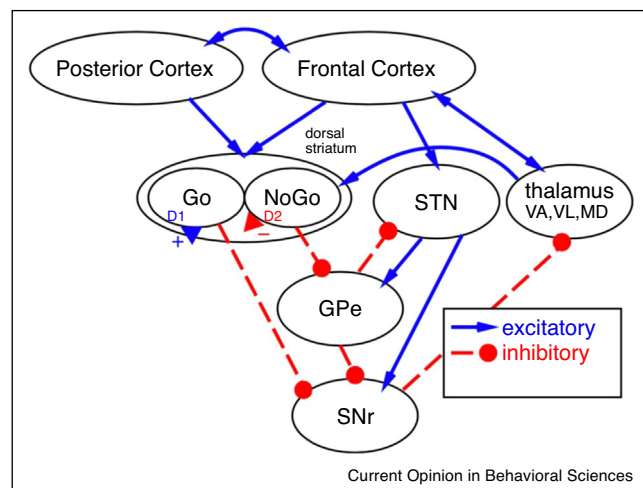 Posterior Cortex
Frontal Cortex
dorsal
striatum
Go
NoGo
D1
D2
+
–
STN
thalamus
VA,VL,MD
GPe
excitatory
inhibitory
SNr
Current Opinion in Behavioral Sciences